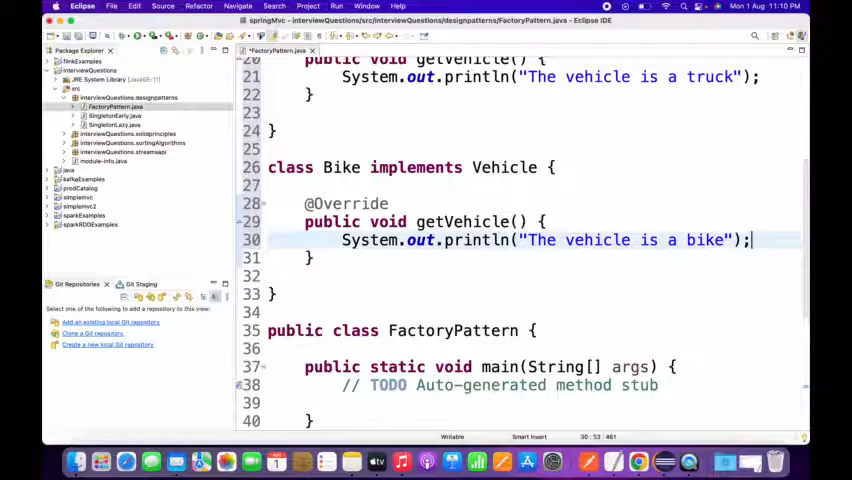 Eclipse File Edit Source Refactor Navigate Search Project Run Window Help Mon 1 Aug 11:10 PM
springMvc - interviewQuestions/src/interviewQuestions/designpatterns/FactoryPattern.java - Eclipse IDE
Package Explorer
*FactoryPattern.java
flinkExamples
interviewQuestions
JRE System Library [JavaSE-11]
src
interviewQuestions.designpatterns
FactoryPattern.java
SingletonEarly.java
SingletonLazy.java
interviewQuestions.solidprinciples
interviewQuestions.sortingAlgorithms
interviewQuestions.streamsapi
module-info.java
java
kafkaExamples
prodCatalog
simplemvc
simplemvc2
sparkExamples
sparkRDDExamples
Git Repositories
Git Staging
Select one of the following to add a repository to this view:
Add an existing local Git repository
Clone a Git repository
Create a new local Git repository
20 public void getVehicle() {
21 System.out.println("The vehicle is a truck");
22 }
23
24 }
25
26 class Bike implements Vehicle {
27
28 @Override
29 public void getVehicle() {
30 System.out.println("The vehicle is a bike");
31 }
32
33 }
34
35 public class FactoryPattern {
36
37 public static void main(String[] args) {
38 // TODO Auto-generated method stub
39
40 }
Writable Smart Insert 30 : 53 : 461